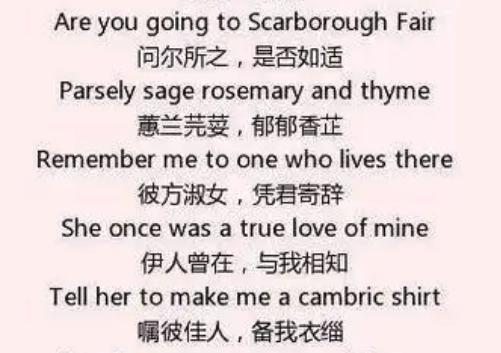 Are you going to Scarborough Fair
问尔所之，是否如适
Parsely sage rosemary and thyme
蕙兰芫荽，郁郁香芷
Remember me to one who lives there
彼方淑女，凭君寄辞
She once was a true love of mine
伊人曾在，与我相知
Tell her to make me a cambric shirt
嘱彼佳人，备我衣缁